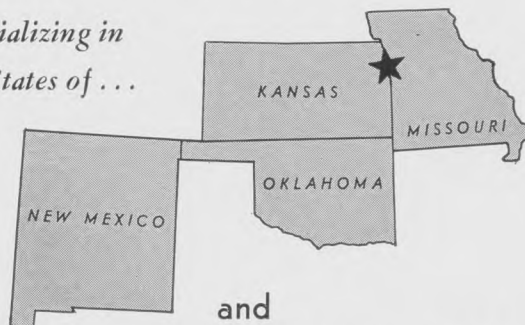 ializing in
tates of ...
KANSAS
MISSOURI
OKLAHOMA
NEW MEXICO
and